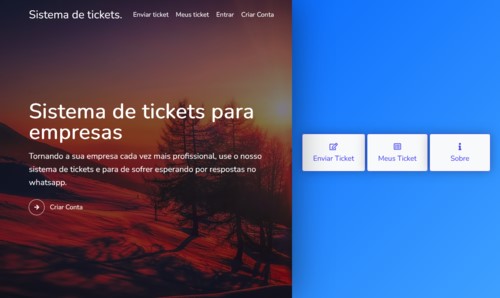 Sistema de tickets.
Enviar ticket
Meus ticket
Entrar
Criar Conta
Sistema de tickets para
empresas
Tornando a sua empresa cada vez mais profissional, use o nosso
sistema de tickets e para de sofrer esperando por respostas no
whatsapp.
Criar Conta
Enviar Ticket
Meus Ticket
Sobre